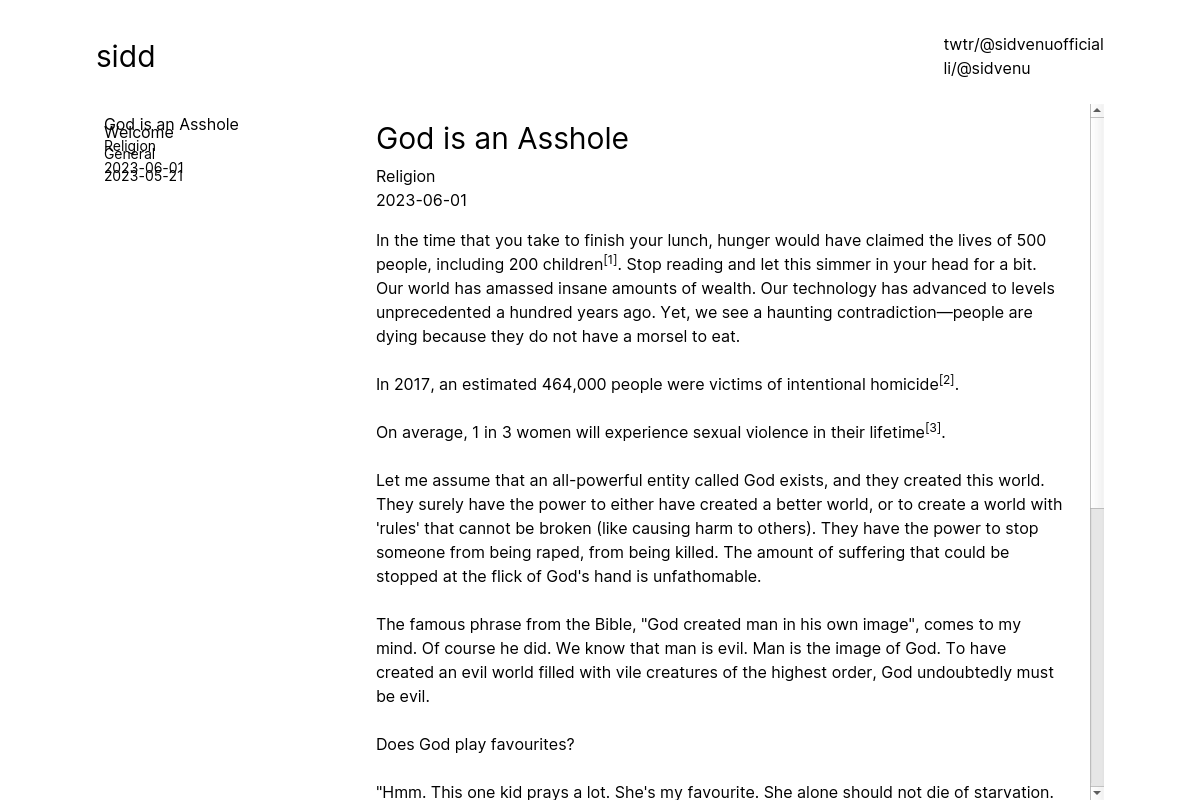 sidd
twtr/@sidvenuofficial
li/@sidvenu
God is an Asshole
Welcome
Religion
General
2023-06-01
2023-05-21
God is an Asshole
Religion
2023-06-01
In the time that you take to finish your lunch, hunger would have claimed the lives of 500
people, including 200 children[1]. Stop reading and let this simmer in your head for a bit.
Our world has amassed insane amounts of wealth. Our technology has advanced to levels
unprecedented a hundred years ago. Yet, we see a haunting contradiction—people are
dying because they do not have a morsel to eat.
In 2017, an estimated 464,000 people were victims of intentional homicide[2].
On average, 1 in 3 women will experience sexual violence in their lifetime[3].
Let me assume that an all-powerful entity called God exists, and they created this world.
They surely have the power to either have created a better world, or to create a world with
'rules' that cannot be broken (like causing harm to others). They have the power to stop
someone from being raped, from being killed. The amount of suffering that could be
stopped at the flick of God's hand is unfathomable.
The famous phrase from the Bible, "God created man in his own image", comes to my
mind. Of course he did. We know that man is evil. Man is the image of God. To have
created an evil world filled with vile creatures of the highest order, God undoubtedly must
be evil.
Does God play favourites?
"Hmm. This one kid prays a lot. She's my favourite. She alone should not die of starvation.